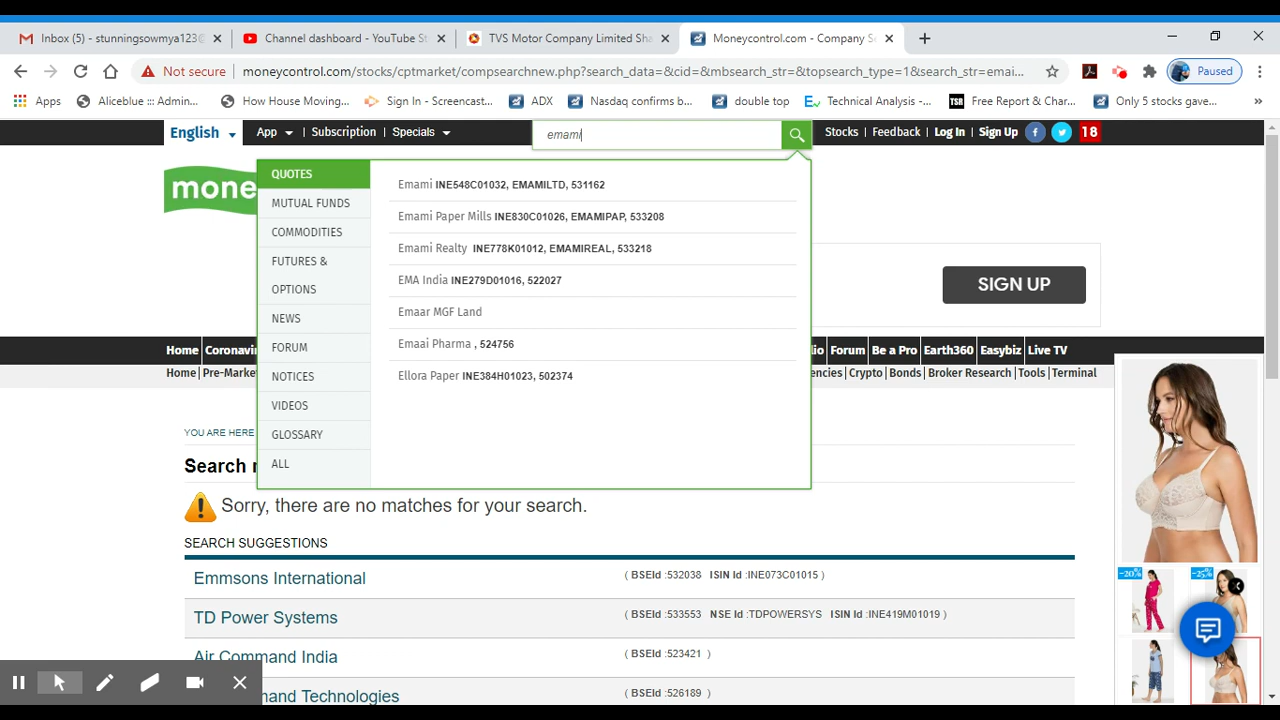 Inbox (5) - stunningsowmya123@
Channel dashboard - YouTube St
TVS Motor Company Limited Sha
Moneycontrol.com - Company Se
Not secure
moneycontrol.com/stocks/cptmarket/compsearchnew.php?search_data=&cid=&mbsearch_str=&topsearch_type=1&search_str=emai...
Paused
Apps
Aliceblue ::: Admin...
How House Moving...
Sign In - Screencast...
ADX
Nasdaq confirms b...
double top
Technical Analysis -...
TSR
Free Report & Char...
Only 5 stocks gave...
»
English
App
Subscription
Specials
emami
Stocks
Feedback
Log In
Sign Up
18
mone
QUOTES
MUTUAL FUNDS
COMMODITIES
FUTURES &
OPTIONS
NEWS
FORUM
NOTICES
VIDEOS
GLOSSARY
ALL
Emami INE548C01032, EMAMILTD, 531162
Emami Paper Mills INE830C01026, EMAMIPAP, 533208
Emami Realty INE778K01012, EMAMIREAL, 533218
EMA India INE279D01016, 522027
Emaar MGF Land
Emaai Pharma , 524756
Ellora Paper INE384H01023, 502374
SIGN UP
Home
Coronavi
lio
Forum
Be a Pro
Earth360
Easybiz
Live TV
Home | Pre-Marke
encies | Crypto | Bonds | Broker Research | Tools | Terminal
YOU ARE HERE
Search
Sorry, there are no matches for your search.
SEARCH SUGGESTIONS
Emmsons International
( BSEId :532038 ISIN Id :INE073C01015 )
TD Power Systems
( BSEId :533553 NSE Id :TDPOWERSYS ISIN Id :INE419M01019 )
Air Command India
( BSEId :523421 )
mand Technologies
( BSEId :526189 )
-20%
-25%